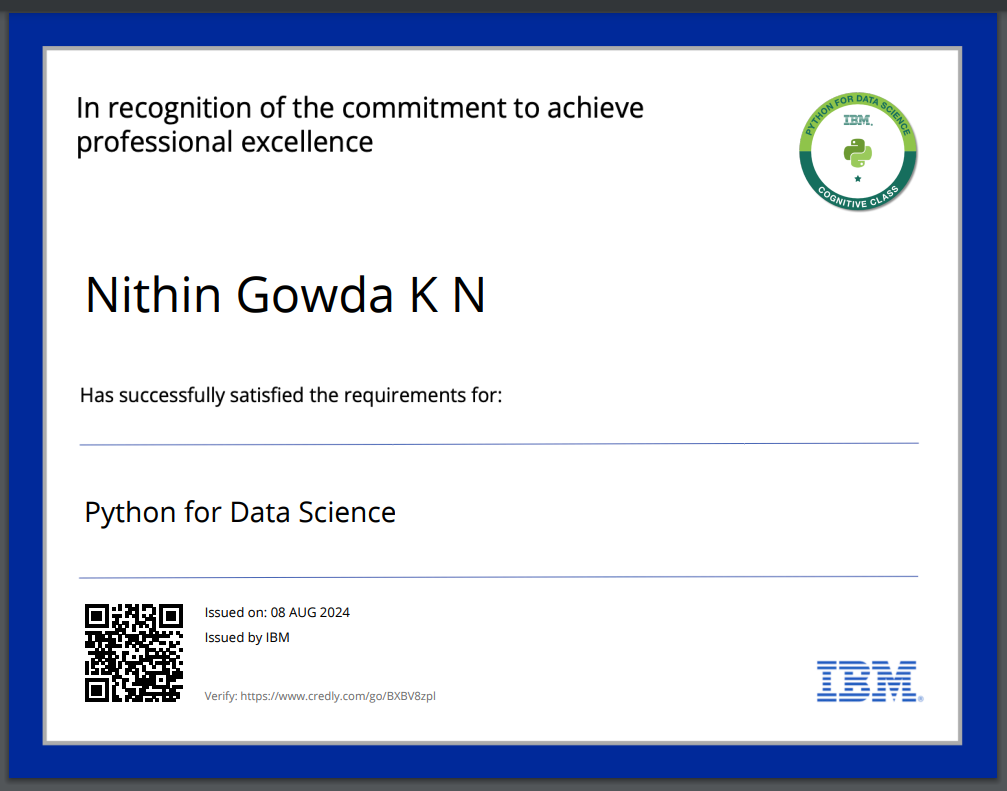 In recognition of the commitment to achieve
professional excellence
PYTHON FOR DATA SCIENCE
IBM.
COGNITIVE CLASS
Nithin Gowda K N
Has successfully satisfied the requirements for:
Python for Data Science
Issued on: 08 AUG 2024
Issued by IBM
Verify: https://www.credly.com/go/BXBV8zpl
IBM®